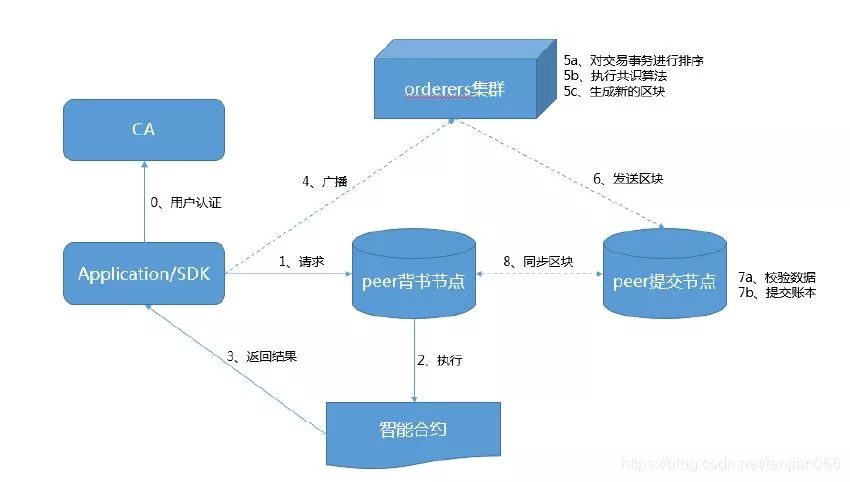 orderers集群
5a、对交易事务进行排序
5b、执行共识算法
5c、生成新的区块
CA
4、广播
6、发送区块
0、用户认证
Application/SDK
1、请求
peer背书节点
8、同步区块
peer提交节点
7a、校验数据
7b、提交账本
3、返回结果
2、执行
智能合约
https://blog.csdn.net/lanjian066